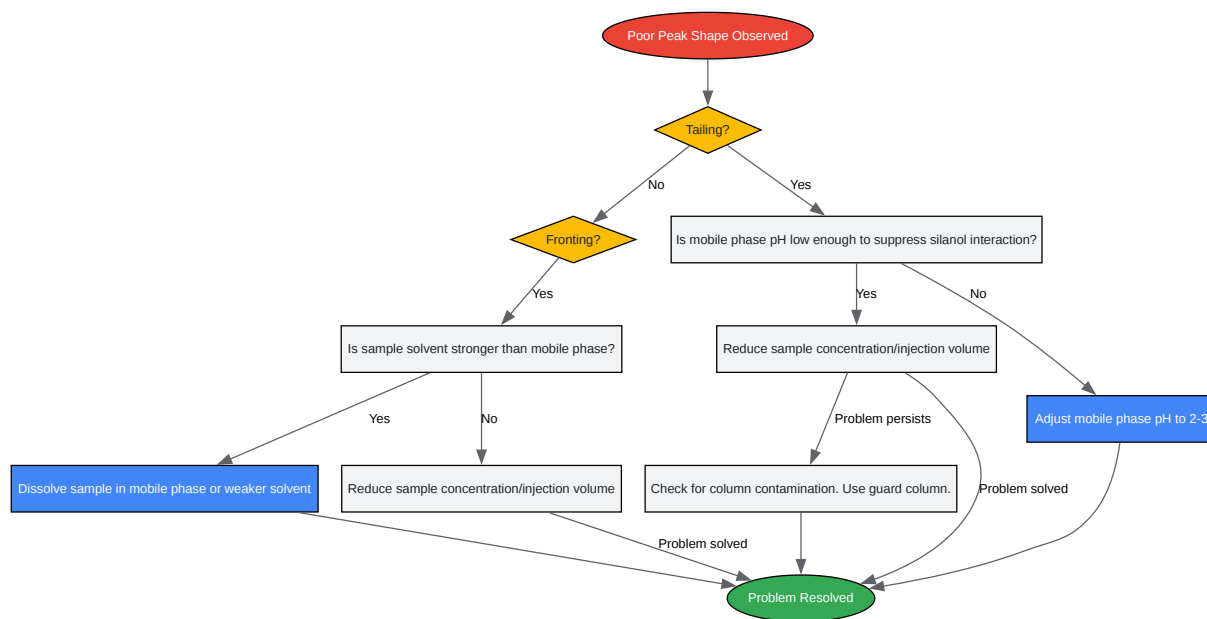 Poor Peak Shape Observed
Tailing?
No
Yes
Fronting?
Is mobile phase pH low enough to suppress silanol interaction?
Yes
Yes
No
Is sample solvent stronger than mobile phase?
Reduce sample concentration/injection volume
Yes
No
Problem persists
Adjust mobile phase pH to 2-3
Dissolve sample in mobile phase or weaker solvent
Reduce sample concentration/injection volume
Check for column contamination. Use guard column.
Problem solved
Problem solved
Problem Resolved